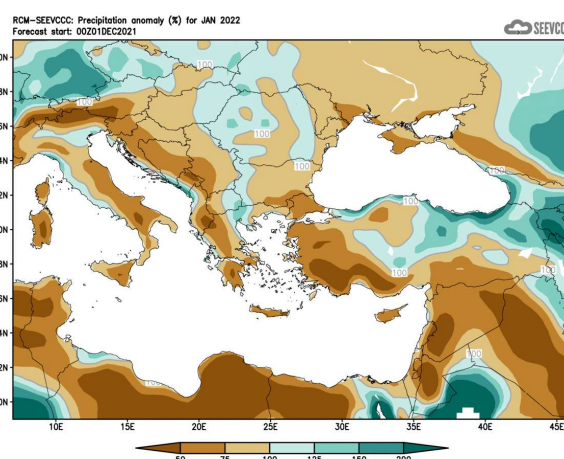 RCM-SEEVCCC: Precipitation anomaly (%) for JAN 2022
Forecast start: 00Z01DEC2021
SEEVCC
100
100
100
100
100
100
100
100
100
10E
15E
20E
25E
30E
35E
40E
45E
50
75
100
125
150
200